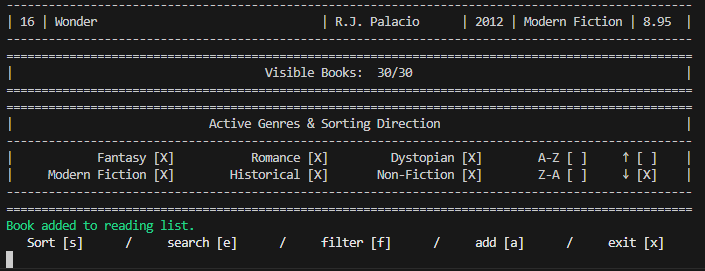 | 16 | Wonder | R.J. Palacio | 2012 | Modern Fiction | 8.95 |
| Visible Books: 30/30 |
| Active Genres & Sorting Direction |
| Fantasy [X] Romance [X] Dystopian [X] A-Z [ ] ↑ [ ] |
| Modern Fiction [X] Historical [X] Non-Fiction [X] Z-A [ ] ↓ [X] |
Book added to reading list.
Sort [s] / search [e] / filter [f] / add [a] / exit [x]